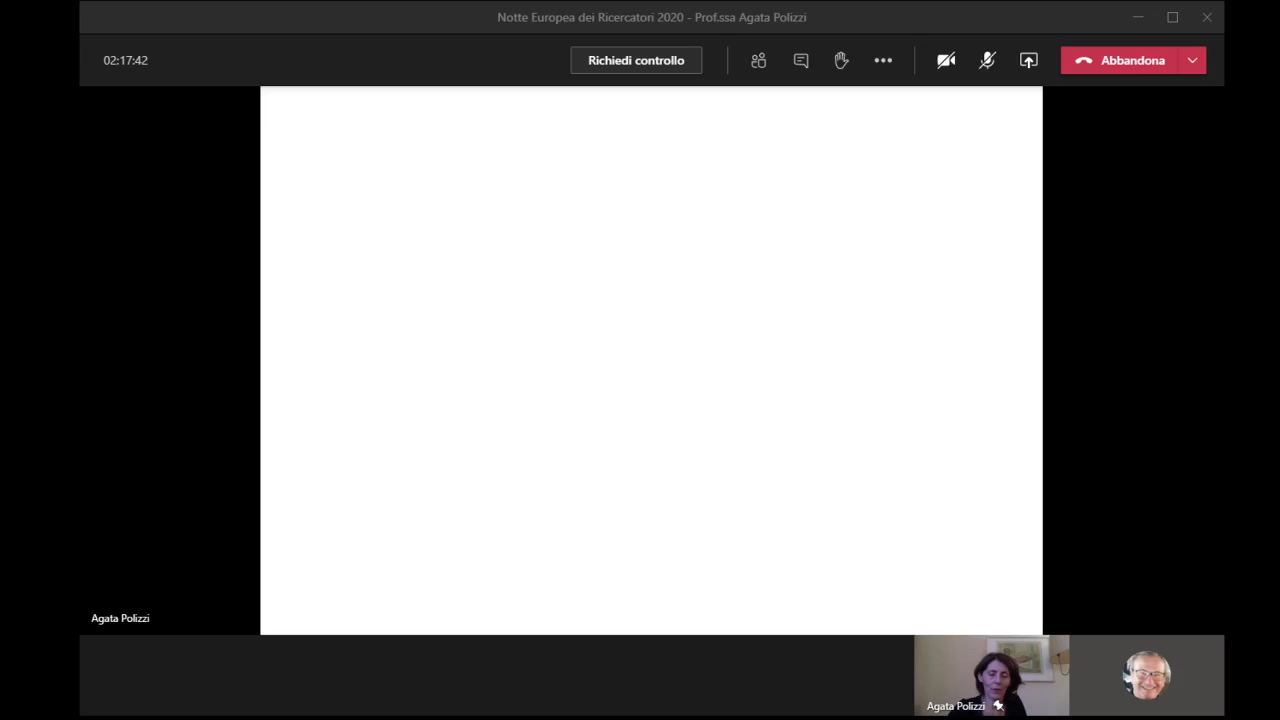 Notte Europea dei Ricercatori 2020 - Prof.ssa Agata Polizzi
02:17:42
Richiedi controllo
Abbandona
Agata Polizzi
Agata Polizzi